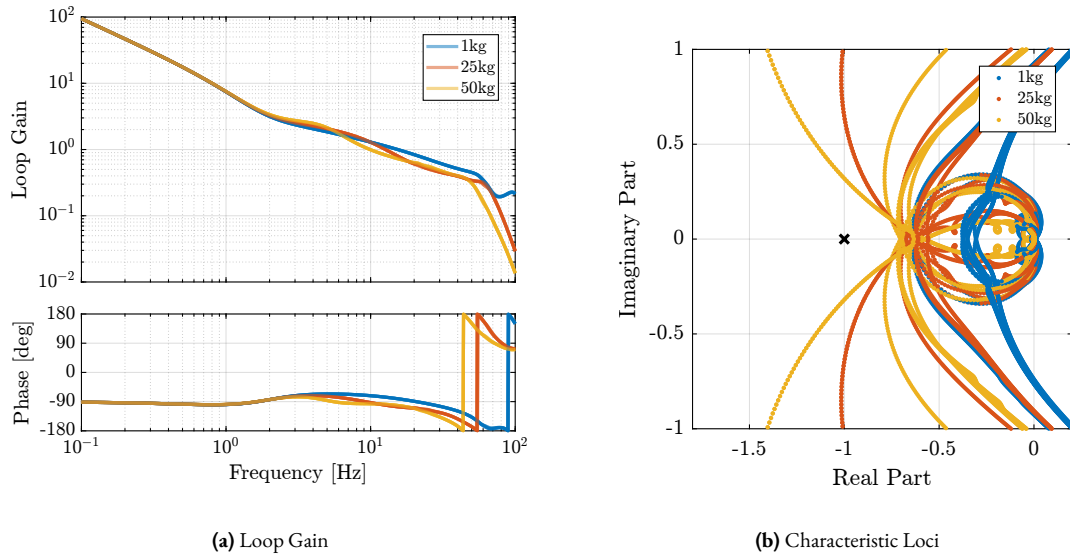 10^2
10^1
10^0
10^-1
10^-2
Loop Gain
1kg
25kg
50kg
180
90
0
-90
-180
Phase [deg]
10^-1
10^0
10^1
10^2
Frequency [Hz]
(a) Loop Gain
1
0.5
0
-0.5
-1
Imaginary Part
1kg
25kg
50kg
-1.5
-1
-0.5
0
Real Part
(b) Characteristic Loci